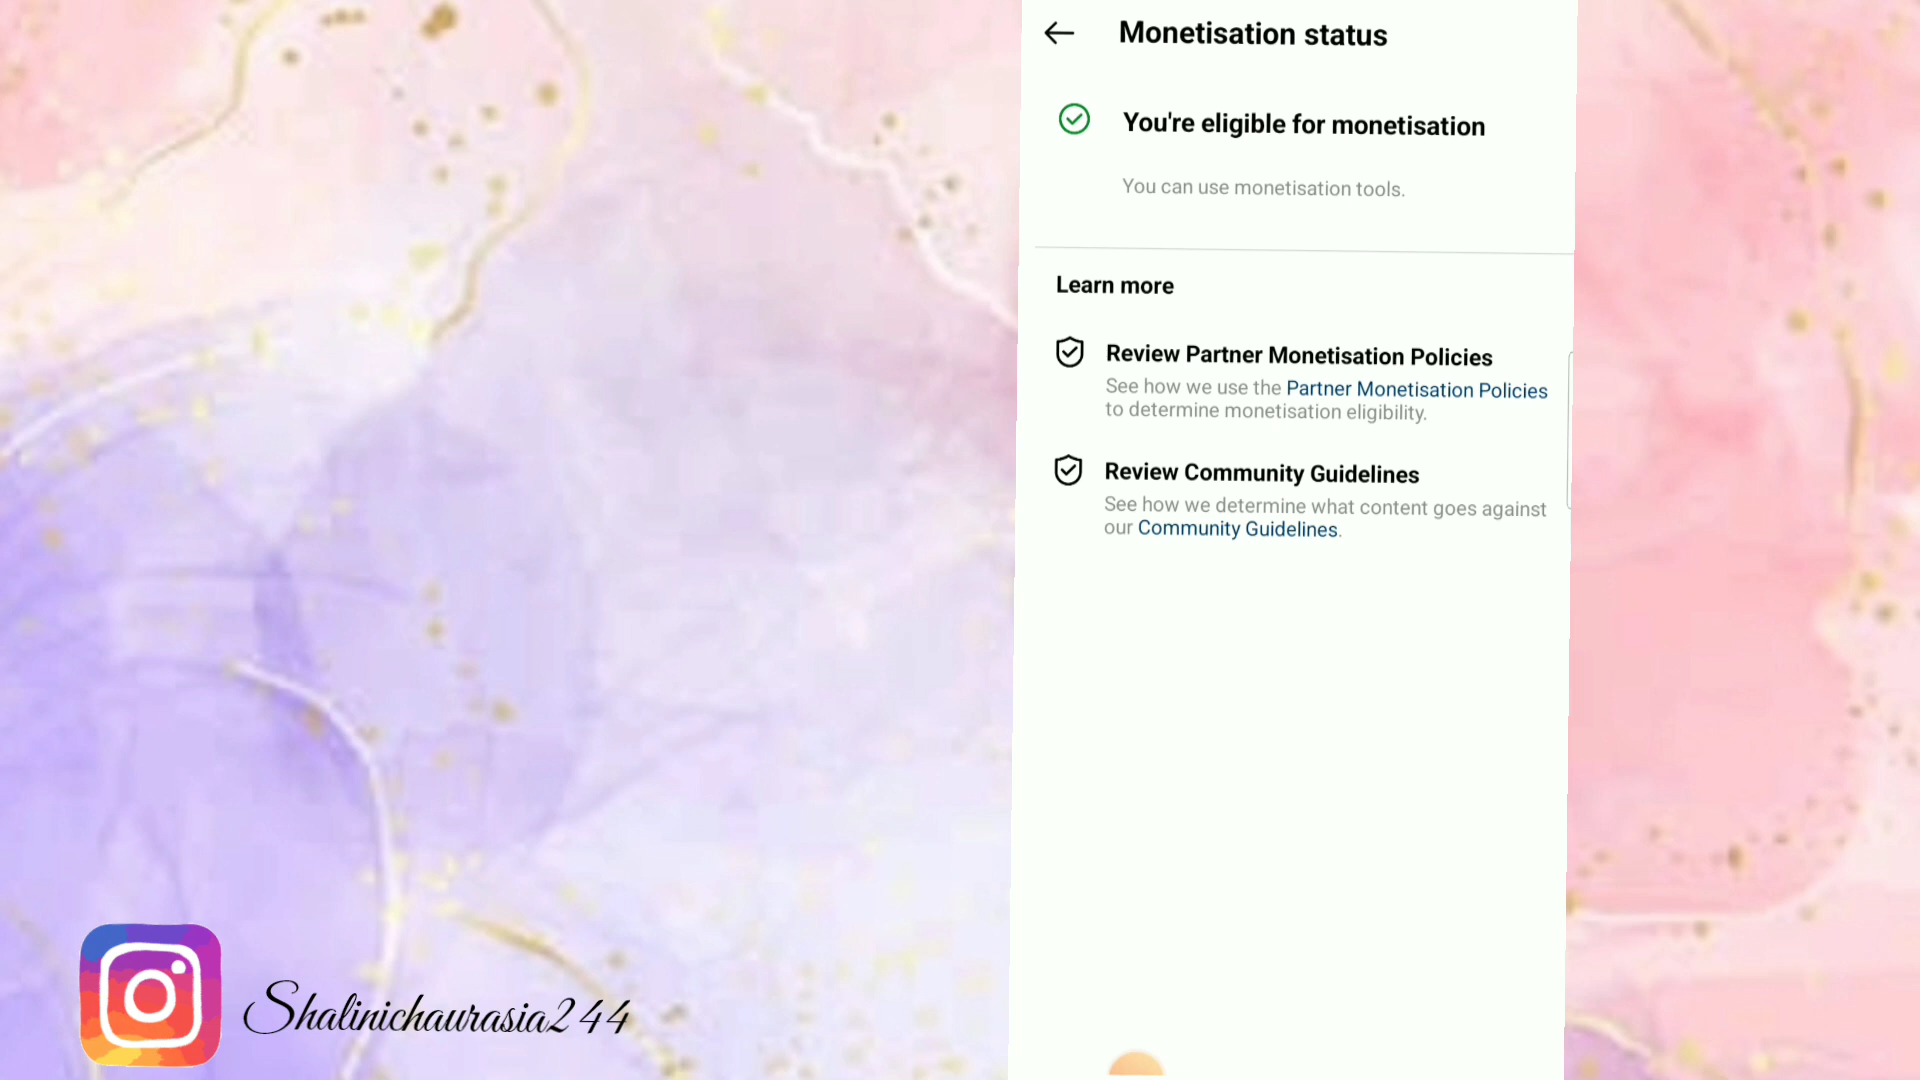 Monetisation status
You're eligible for monetisation
You can use monetisation tools.
Learn more
Review Partner Monetisation Policies
See how we use the Partner Monetisation Policies
to determine monetisation eligibility.
Review Community Guidelines
See how we determine what content goes against
our Community Guidelines.
Shalinichaurasia244